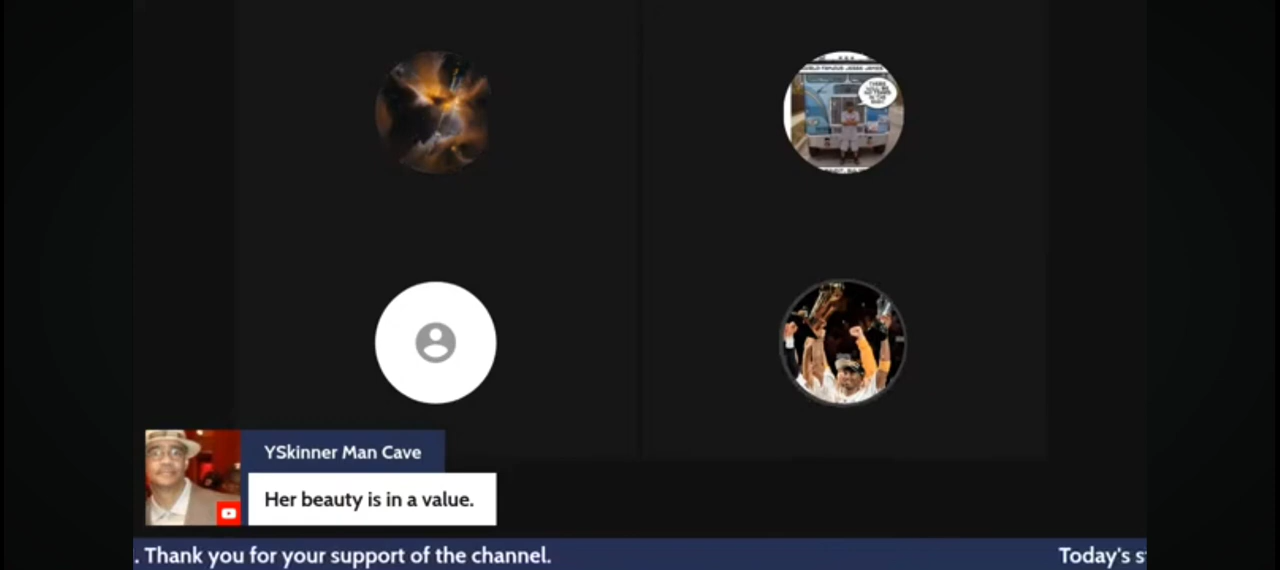 YSkinner Man Cave
Her beauty is in a value.
. Thank you for your support of the channel.
Today's